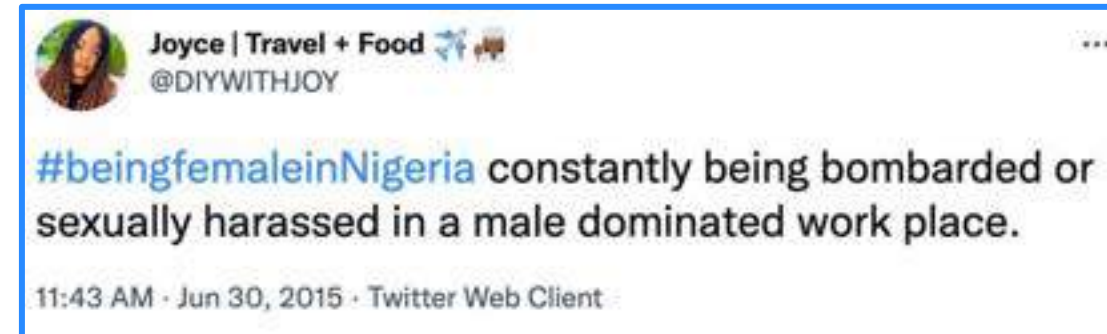 Joyce | Travel + Food ✈️
@DIYWITHJOY
#beingfemaleinNigeria constantly being bombarded or
sexually harassed in a male dominated work place.
11:43 AM · Jun 30, 2015 · Twitter Web Client